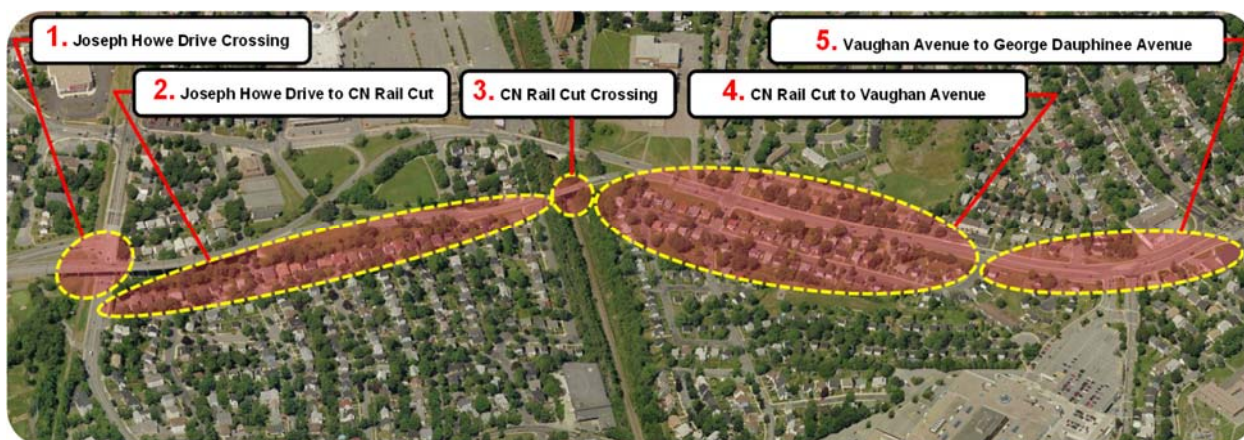 1. Joseph Howe Drive Crossing
2. Joseph Howe Drive to CN Rail Cut
3. CN Rail Cut Crossing
4. CN Rail Cut to Vaughan Avenue
5. Vaughan Avenue to George Dauphinee Avenue